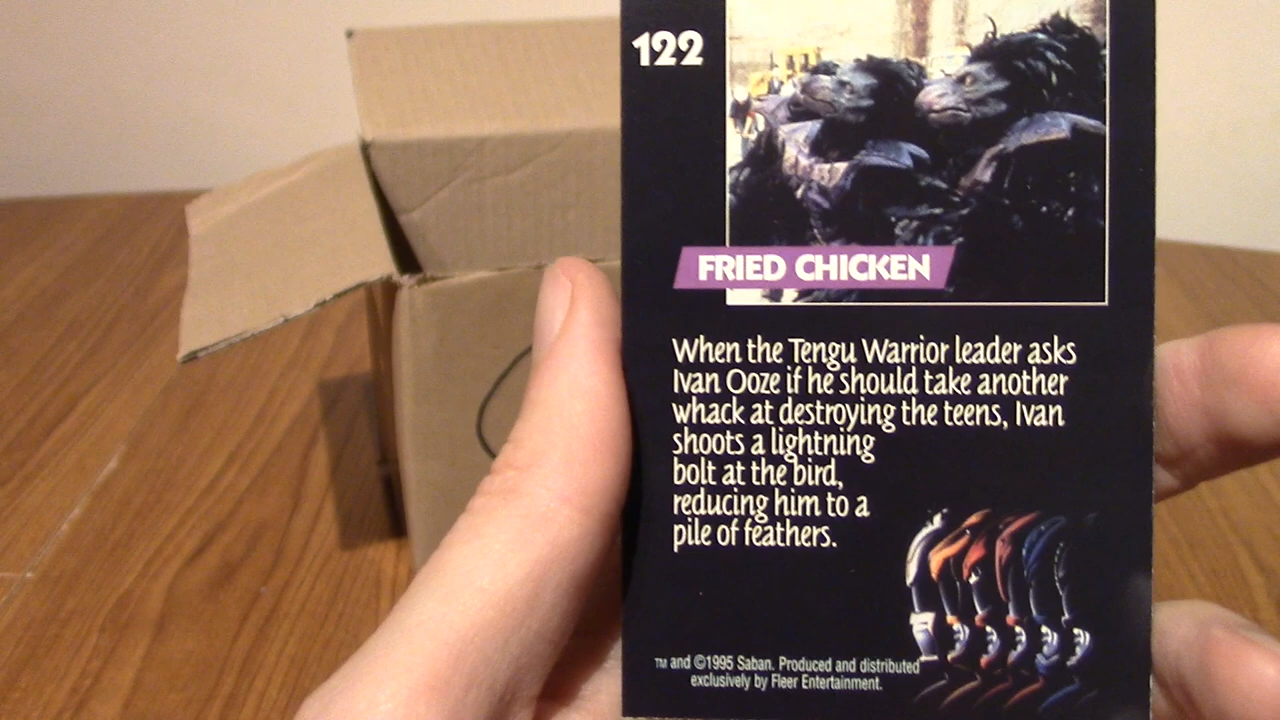 122
FRIED CHICKEN
When the Tengu Warrior leader asks
Ivan Ooze if he should take another
whack at destroying the teens, Ivan
shoots a lightning
bolt at the bird,
reducing him to a
pile of feathers.
TM and ©1995 Saban. Produced and distributed
exclusively by Fleer Entertainment.